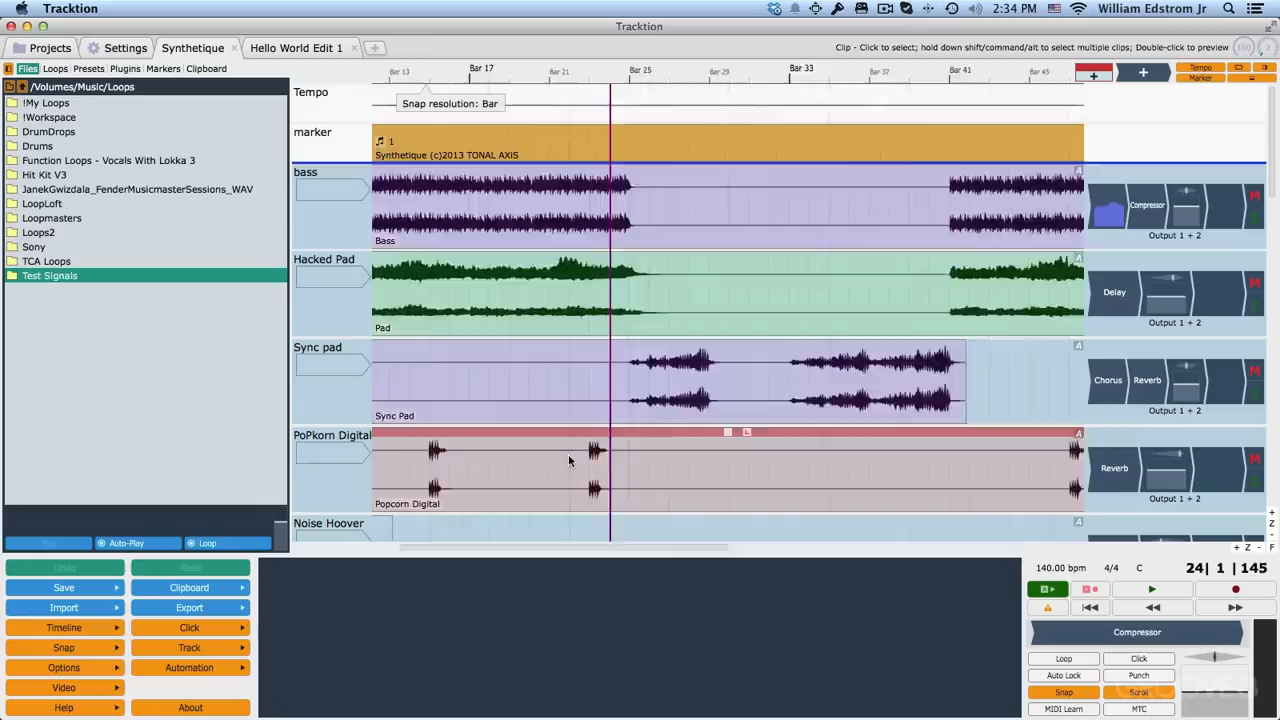 Tracktion
2:34 PM
William Edstrom Jr
Tracktion
Projects
Settings
Synthetique
Hello World Edit 1
Clip - Click to select; hold down shift/command/alt to select multiple clips; Double-click to preview
100
2
Files Loops Presets Plugins Markers Clipboard
Bar 13
Bar 17
Bar 21
Bar 25
Bar 29
Bar 33
Bar 37
Bar 41
Bar 45
Tempo
Marker
/Volumes/Music/Loops
Snap resolution: Bar
!My Loops
!Workspace
DrumDrops
Drums
Function Loops - Vocals With Lokka 3
Hit Kit V3
JanekGwizdala_FenderMusicmasterSessions_WAV
LoopLoft
Loopmasters
Loops2
Sony
TCA Loops
Test Signals
Auto-Play
Loop
Tempo
marker
1
Synthetique (c)2013 TONAL AXiS
bass
Bass
A
Compressor
M
Output 1 + 2
Hacked Pad
Pad
A
Delay
M
S
Output 1 + 2
Sync pad
Sync Pad
A
Chorus
Reverb
M
S
Output 1 + 2
PoPkorn Digital
L
Popcorn Digital
A
Reverb
M
S
Output 1 + 2
Noise Hoover
A
+ Z -
+ Z - F
Undo
Redo
Save
Clipboard
Import
Export
Timeline
Click
Snap
Track
Options
Automation
Video
Help
About
140.00 bpm
4/4
C
24| 1 |145
A
Compressor
Loop
Click
Auto Lock
Punch
Snap
Scroll
MIDI Learn
MTC